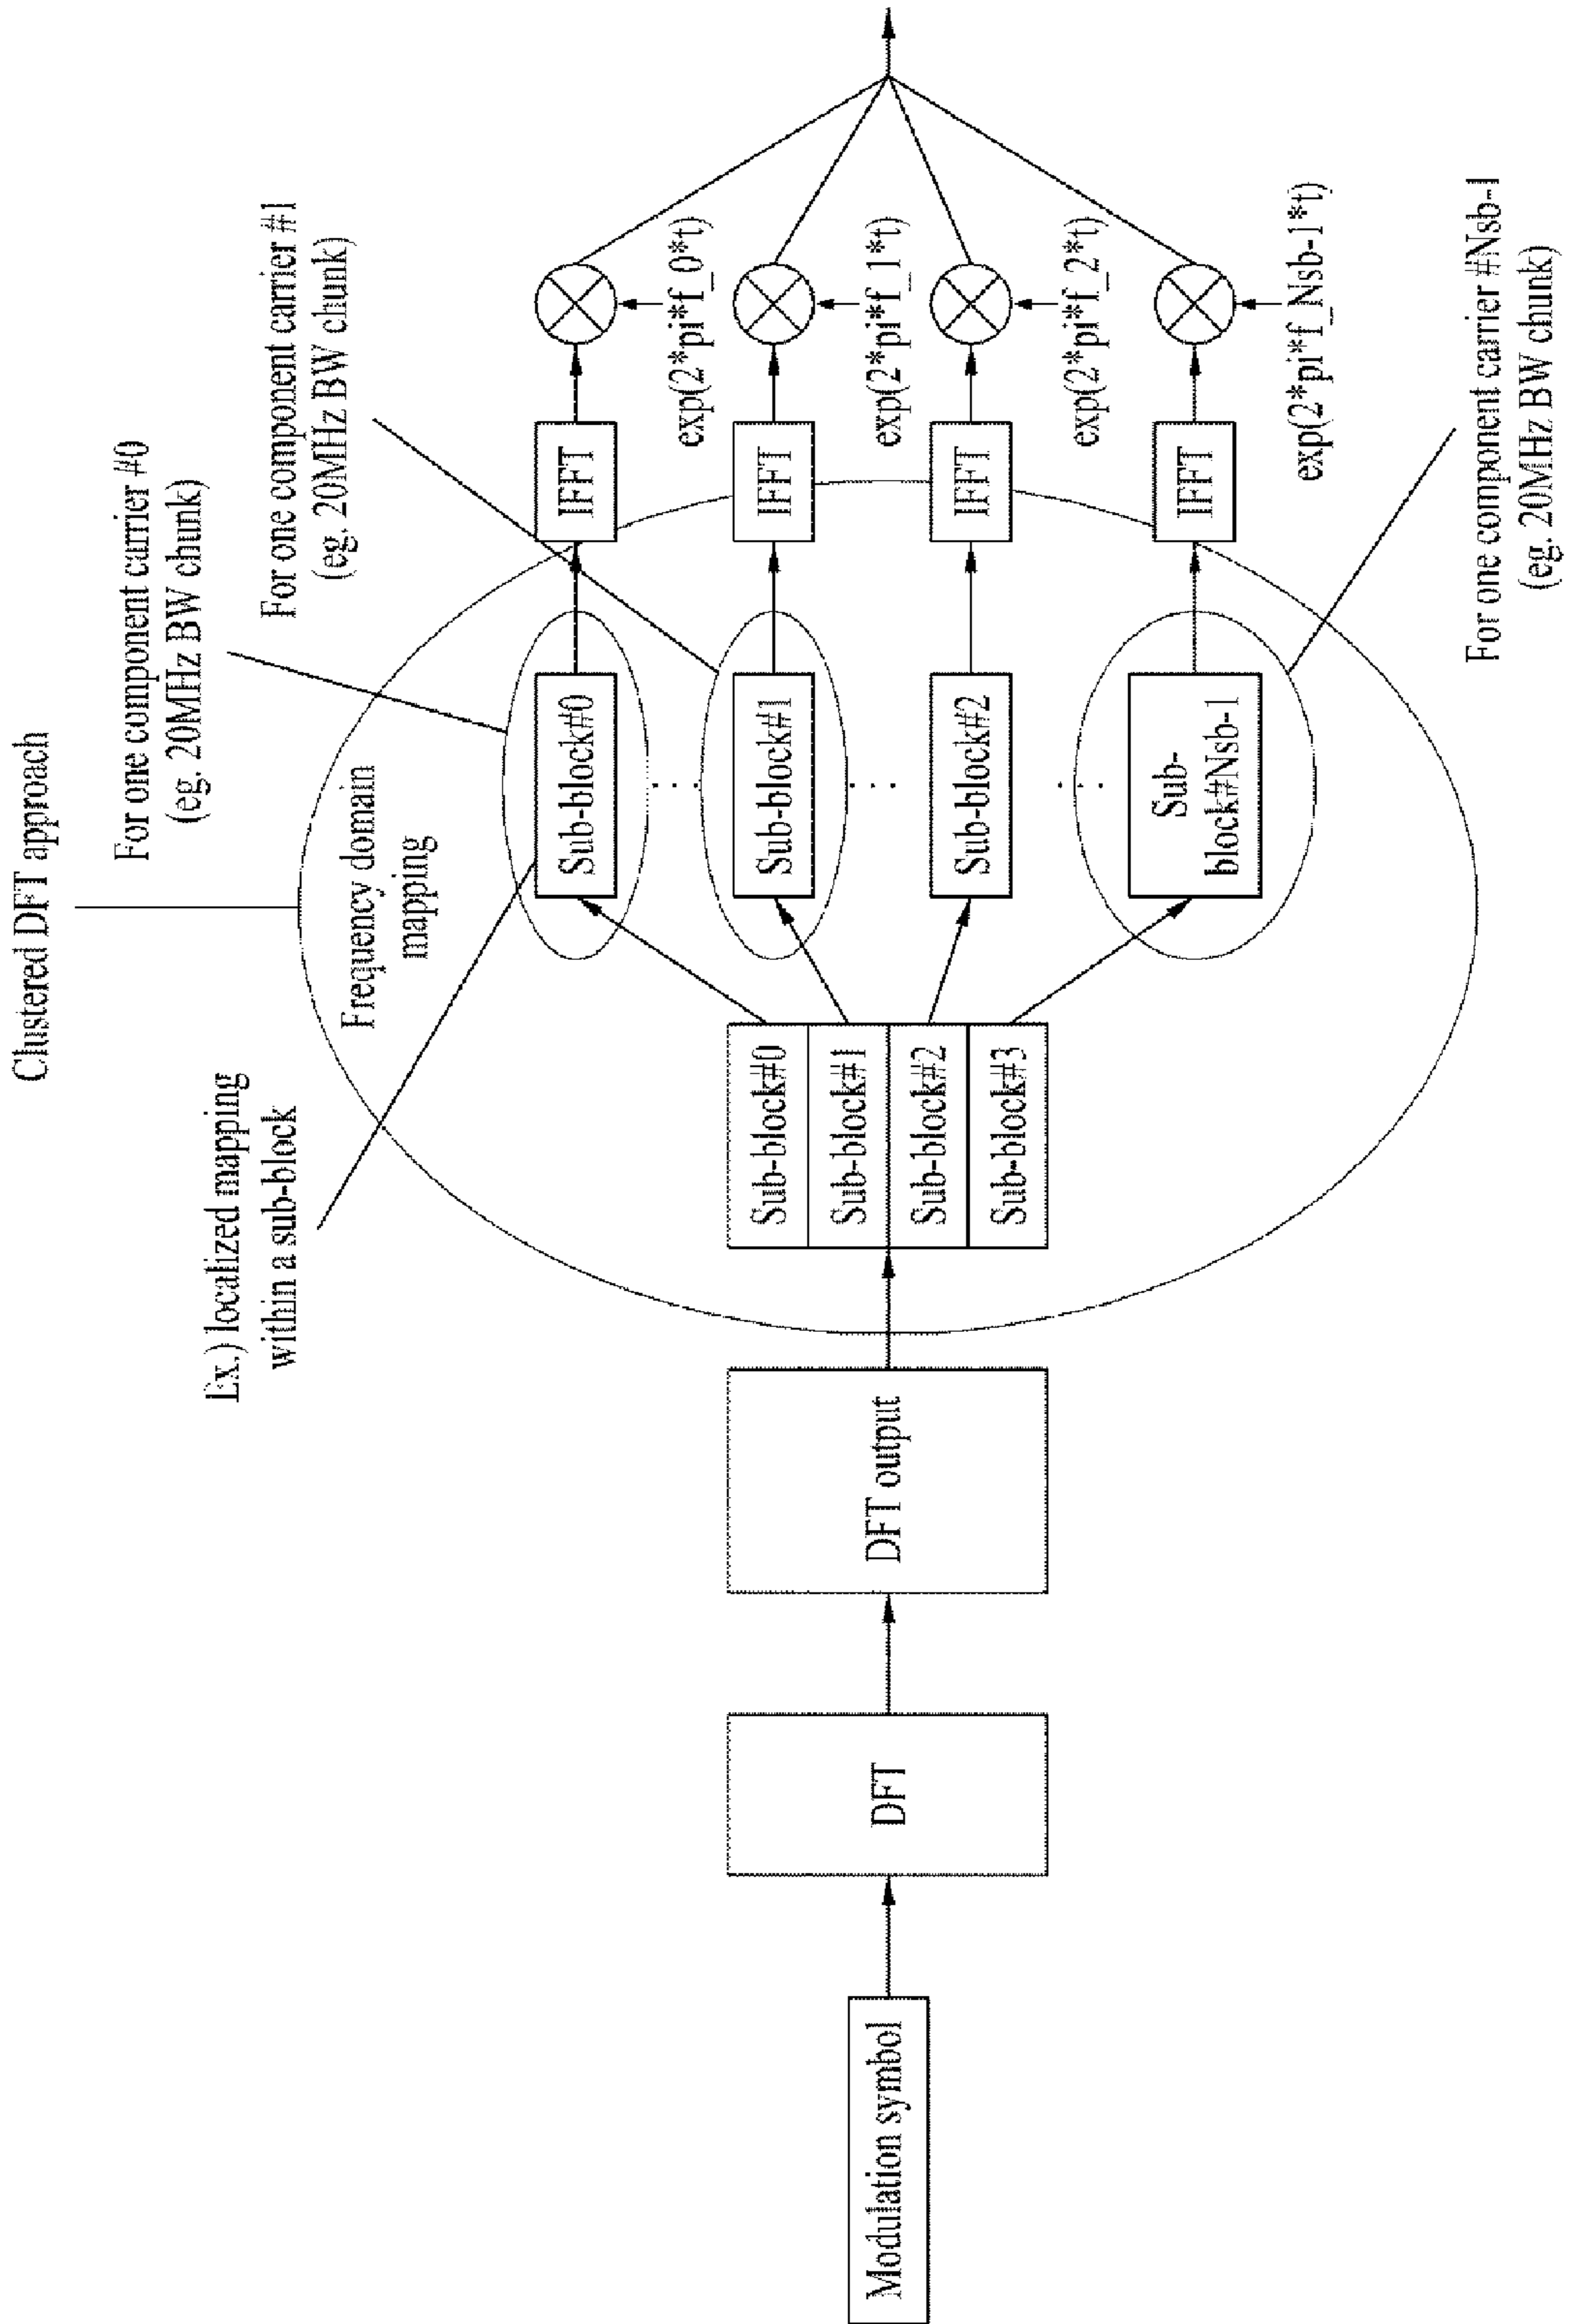 Clustered DFT approach
For one component carrier #0
(eg. 20MHz BW chunk)
For one component carrier #1
(eg. 20MHz BW chunk)
Ex.) localized mapping
within a sub-block
Frequency domain
mapping
Modulation symbol
DFT
DFT output
Sub-block#0
Sub-block#1
Sub-block#2
Sub-block#3
Sub-block#0
IFFT
exp(2*pi*f_0*t)
Sub-block#1
IFFT
exp(2*pi*f_1*t)
Sub-block#2
IFFT
exp(2*pi*f_2*t)
Sub-
block#Nsb-1
IFFT
exp(2*pi*f_Nsb-1*t)
For one component carrier #Nsb-1
(eg. 20MHz BW chunk)